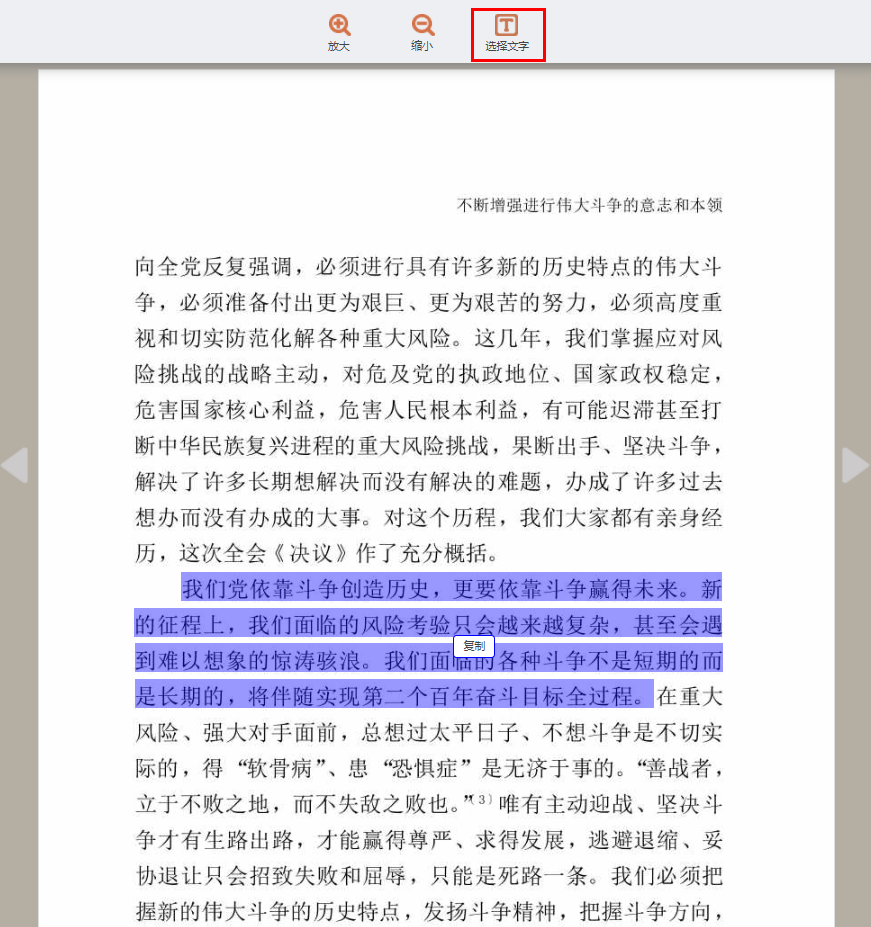 放大 缩小 选择文字
不断增强进行伟大斗争的意志和本领
向全党反复强调，必须进行具有许多新的历史特点的伟大斗
争，必须准备付出更为艰巨、更为艰苦的努力，必须高度重
视和切实防范化解各种重大风险。这几年，我们掌握应对风
险挑战的战略主动，对危及党的执政地位、国家政权稳定，
危害国家核心利益，危害人民根本利益，有可能迟滞甚至打
断中华民族复兴进程的重大风险挑战，果断出手、坚决斗争，
解决了许多长期想解决而没有解决的难题，办成了许多过去
想办而没有办成的大事。对这个历程，我们大家都有亲身经
历，这次全会《决议》作了充分概括。
我们党依靠斗争创造历史，更要依靠斗争赢得未来。新
的征程上，我们面临的风险考验只会越来越复杂，甚至会遇
复制
到难以想象的惊涛骇浪。我们面临的各种斗争不是短期的而
是长期的，将伴随实现第二个百年奋斗目标全过程。在重大
风险、强大对手面前，总想过太平日子、不想斗争是不切实
际的，得“软骨病”、患“恐惧症”是无济于事的。“善战者，
立于不败之地，而不失敌之败也。”〔3〕唯有主动迎战、坚决斗
争才有生路出路，才能赢得尊严、求得发展，逃避退缩、妥
协退让只会招致失败和屈辱，只能是死路一条。我们必须把
握新的伟大斗争的历史特点，发扬斗争精神，把握斗争方向，